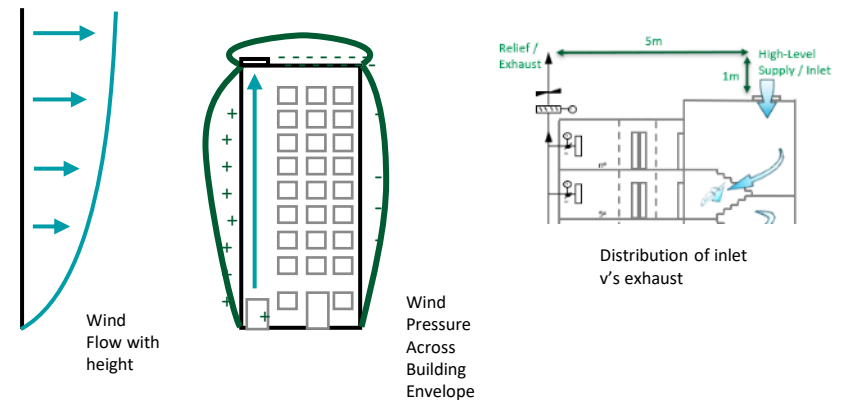 Wind
Flow with
height
Wind
Pressure
Across
Building
Envelope
5m
Relief /
Exhaust
High-Level
Supply / Inlet
1m
Distribution of inlet
v's exhaust